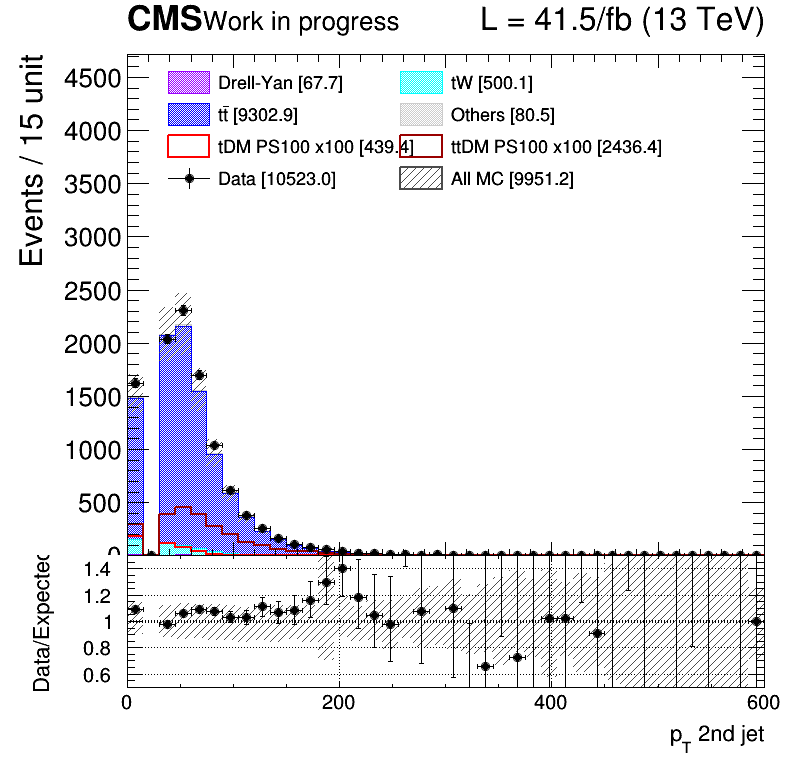 CMS Work in progress L = 41.5/fb (13 TeV)
Events / 15 unit
4500
4000
3500
3000
2500
2000
1500
1000
500
0
Drell-Yan [67.7] tW [500.1]
tt̄ [9302.9] Others [80.5]
tDM PS100 x100 [439.4] ttDM PS100 x100 [2436.4]
Data [10523.0] All MC [9951.2]
Data/Expected
1.4
1.2
1
0.8
0.6
0 200 400 600
p_T 2nd jet